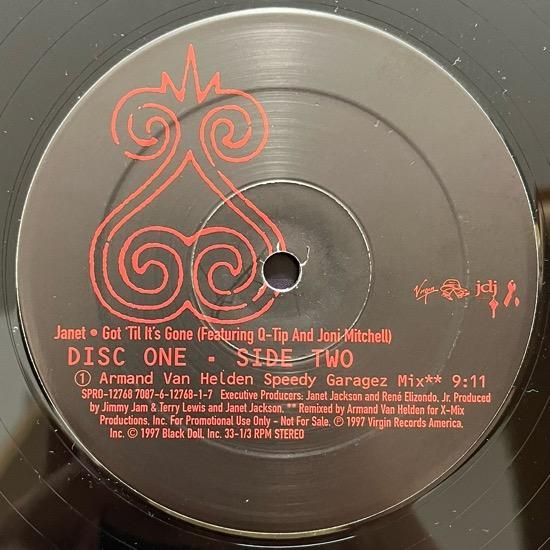 Virgin
jdj
Janet • Got 'Til It's Gone (Featuring Q-Tip And Joni Mitchell)
DISC ONE - SIDE TWO
① Armand Van Helden Speedy Garagez Mix** 9:11
SPRO-12768 7087-6-12768-1-7 Executive Producers: Janet Jackson and René Elizondo, Jr. Produced
by Jimmy Jam & Terry Lewis and Janet Jackson. ** Remixed by Armand Van Helden for X-Mix
Productions, Inc. For Promotional Use Only - Not For Sale. ℗ 1997 Virgin Records America,
Inc. © 1997 Black Doll, Inc. 33-1/3 RPM STEREO